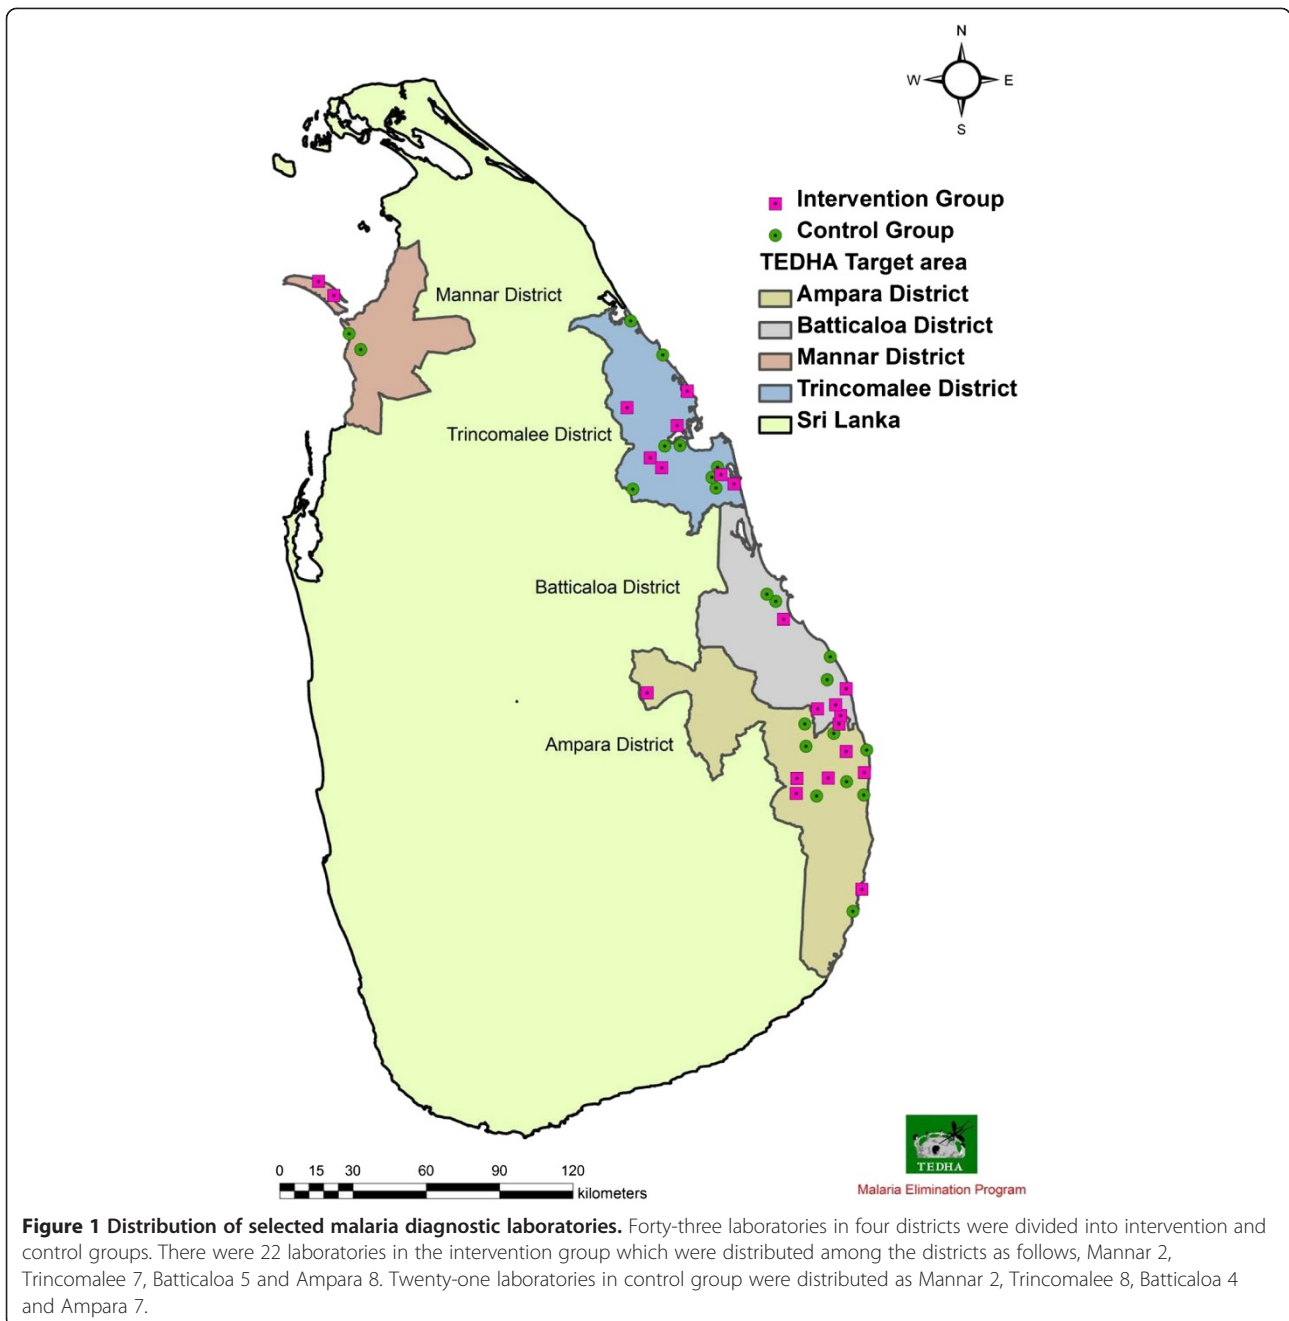 N
W E
S
Intervention Group
Control Group
TEDHA Target area
Ampara District
Batticaloa District
Mannar District
Trincomalee District
Sri Lanka
Mannar District
Trincomalee District
Batticaloa District
Ampara District
TEDHA
Malaria Elimination Program
0 15 30 60 90 120
kilometers
Figure 1 Distribution of selected malaria diagnostic laboratories. Forty-three laboratories in four districts were divided into intervention and
control groups. There were 22 laboratories in the intervention group which were distributed among the districts as follows, Mannar 2,
Trincomalee 7, Batticaloa 5 and Ampara 8. Twenty-one laboratories in control group were distributed as Mannar 2, Trincomalee 8, Batticaloa 4
and Ampara 7.